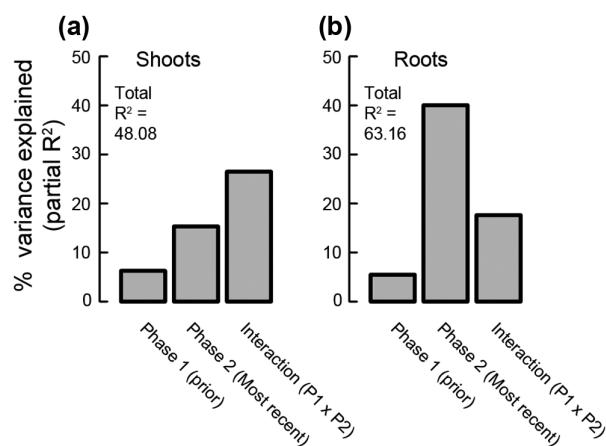 (a)
Shoots
Total
R² =
48.08
50
40
30
20
10
0
% variance explained
(partial R²)
Phase 1 (prior)
Phase 2 (Most recent)
Interaction (P1 x P2)
(b)
Roots
Total
R² =
63.16
50
40
30
20
10
0
Phase 1 (prior)
Phase 2 (Most recent)
Interaction (P1 x P2)